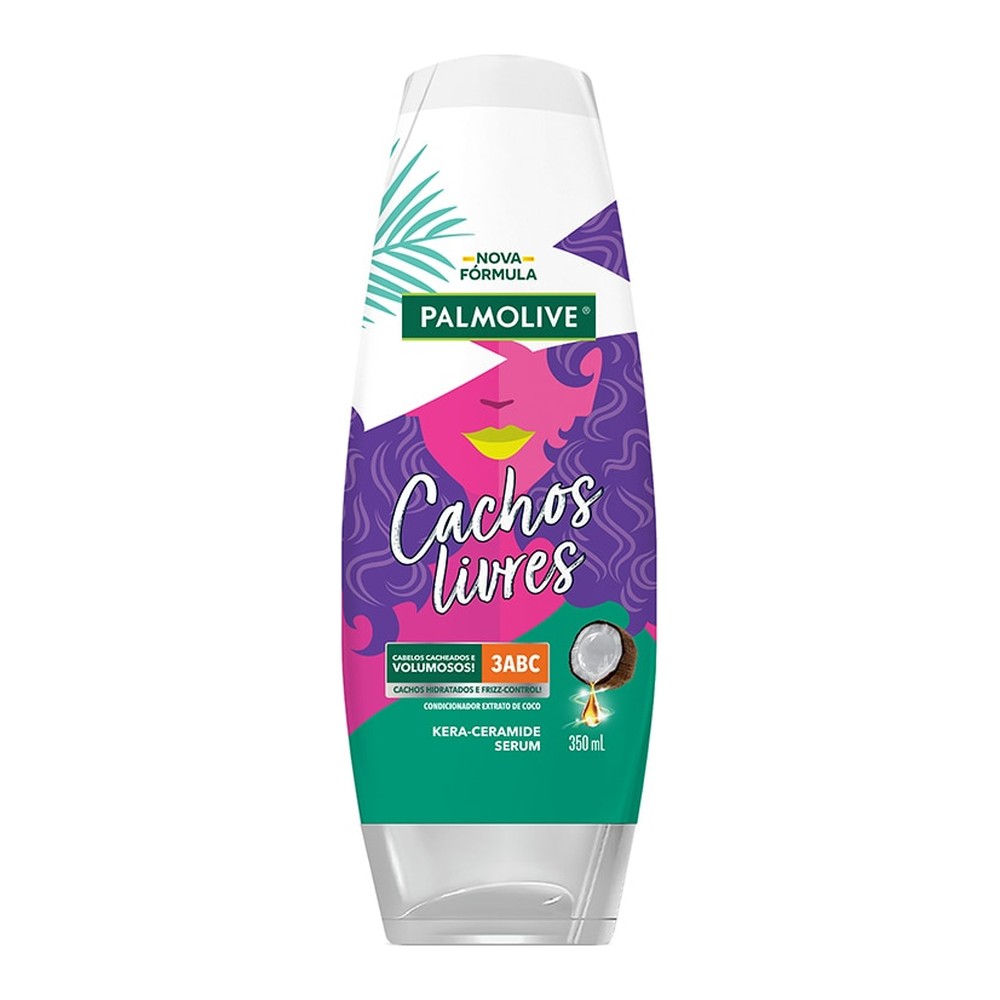 NOVA
FÓRMULA
PALMOLIVE®
Cachos
livres
CABELOS CACHEADOS E
VOLUMOSOS!
3ABC
CACHOS HIDRATADOS E FRIZZ-CONTROL!
CONDICIONADOR EXTRATO DE COCO
KERA-CERAMIDE
SERUM
350 mL